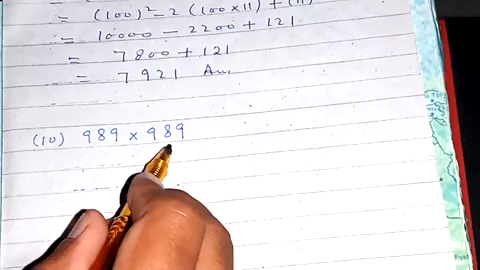 = (100)² - 2 (100 x 11) + (11)
= 10000 - 2200 + 121
= 7800 + 121
= 7921 Ans.
(10) 989 x 989